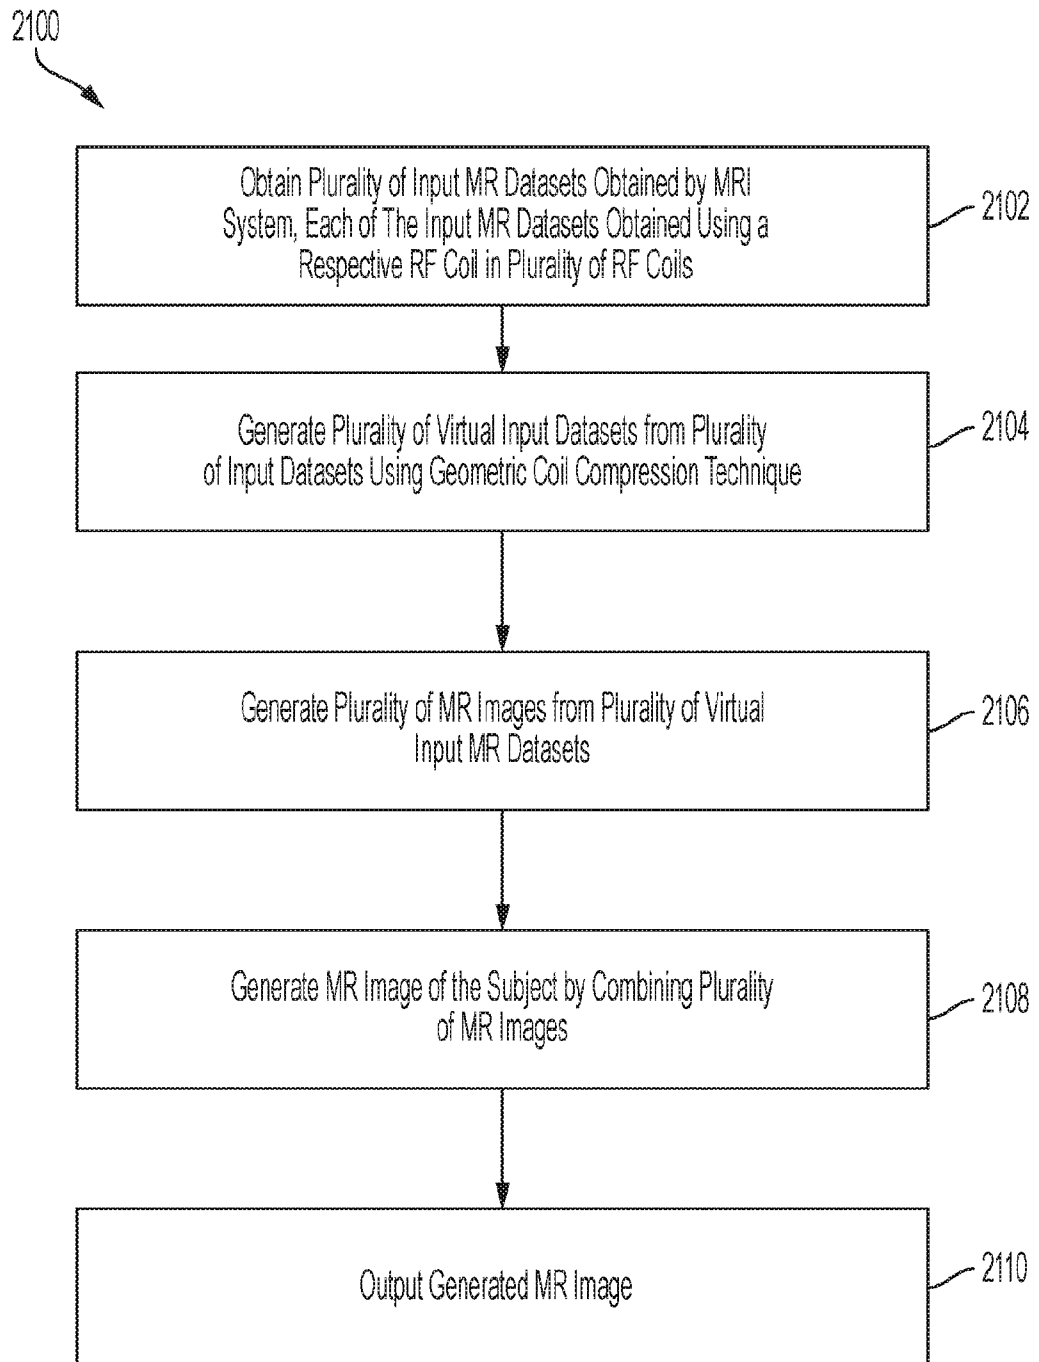 2100
Obtain Plurality of Input MR Datasets Obtained by MRI
System, Each of The Input MR Datasets Obtained Using a
Respective RF Coil in Plurality of RF Coils
2102
Generate Plurality of Virtual Input Datasets from Plurality
of Input Datasets Using Geometric Coil Compression Technique
2104
Generate Plurality of MR Images from Plurality of Virtual
Input MR Datasets
2106
Generate MR Image of the Subject by Combining Plurality
of MR Images
2108
Output Generated MR Image
2110